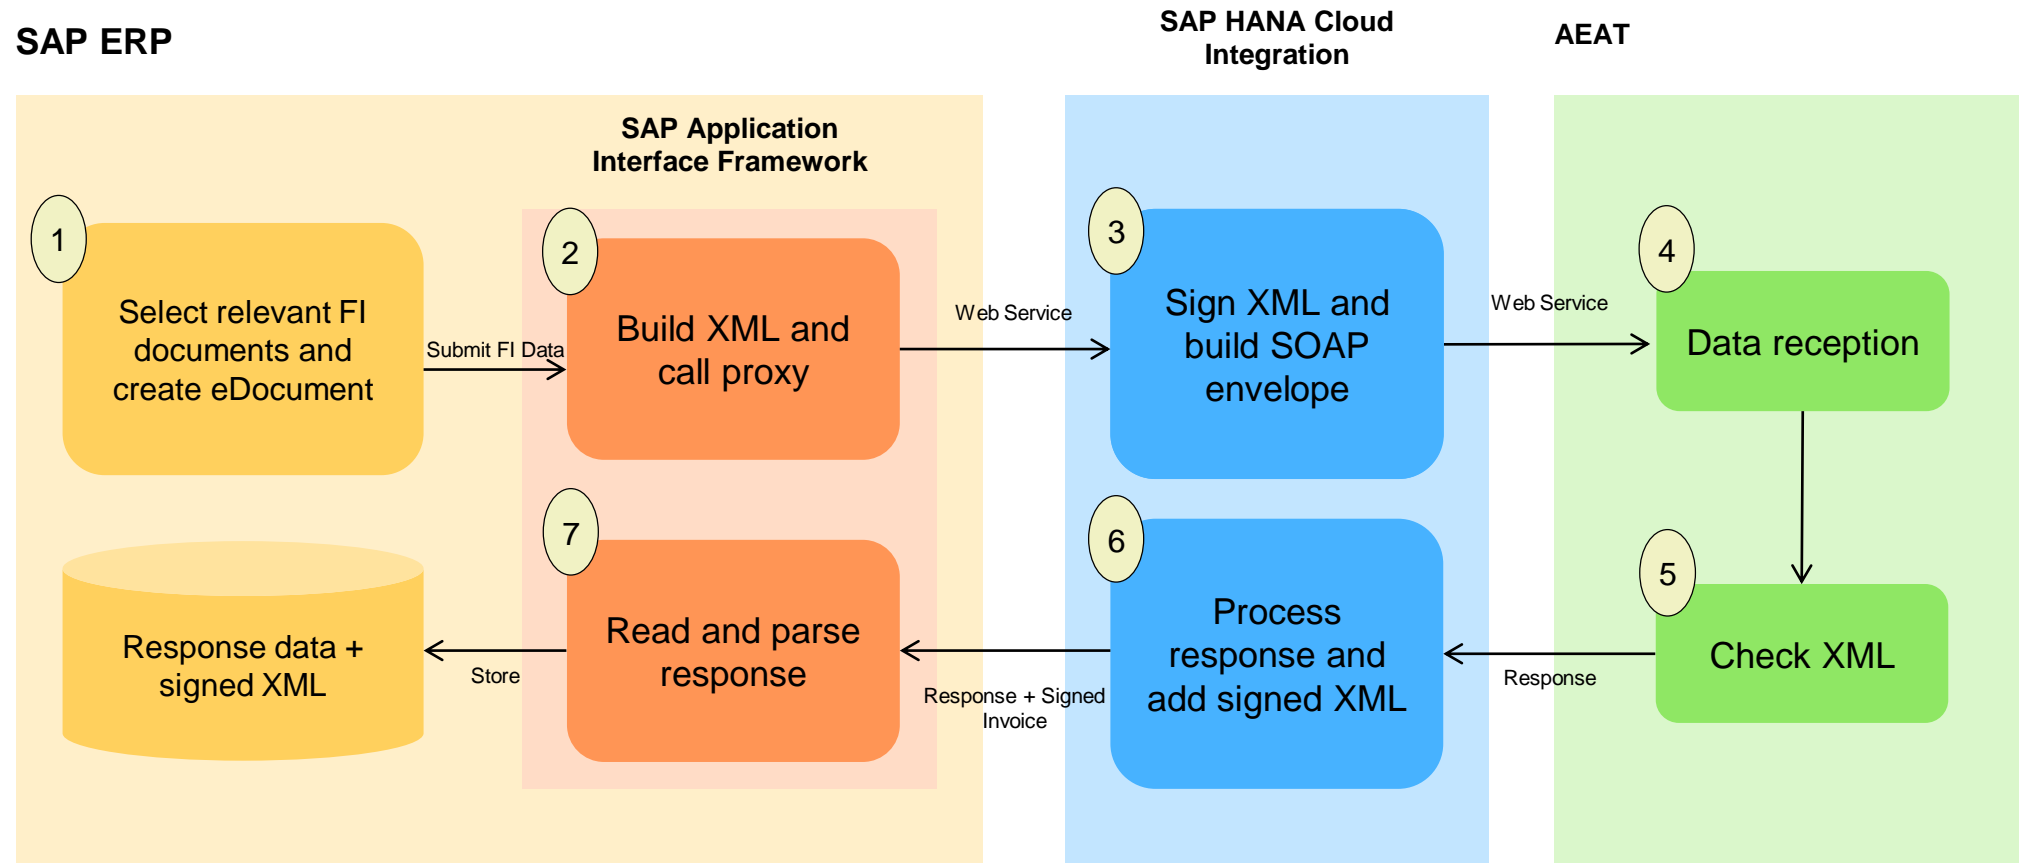 SAP ERP
SAP HANA Cloud
Integration
AEAT
SAP Application
Interface Framework
1
Select relevant FI
documents and
create eDocument
Submit FI Data
2
Build XML and
call proxy
Web Service
3
Sign XML and
build SOAP
envelope
Web Service
4
Data reception
5
Check XML
Response
6
Process
response and
add signed XML
Response + Signed
Invoice
7
Read and parse
response
Store
Response data +
signed XML